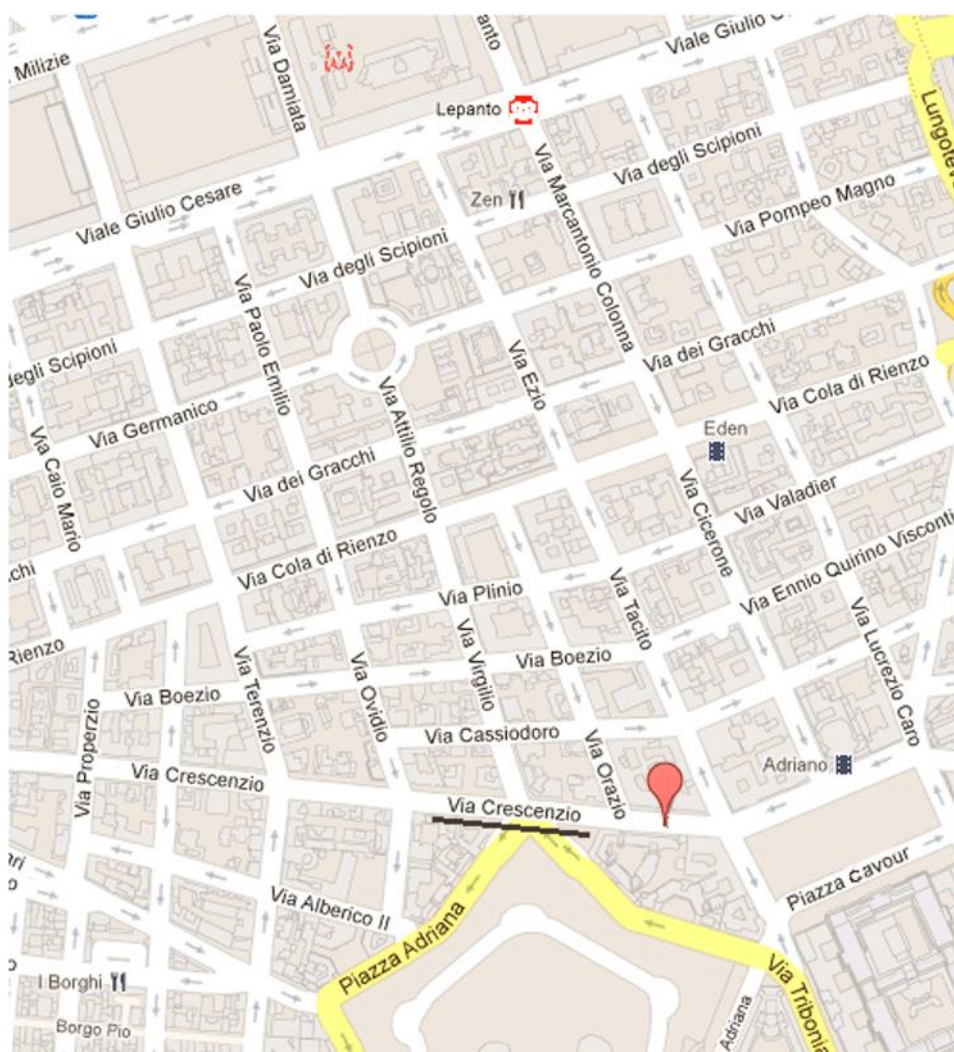 Milizie
Via Damiata
anto
Viale Giulio C
Lepanto
Lungoteve
Via degli Scipioni
Via Marcantonio Colonna
Zen
Viale Giulio Cesare
Via Pompeo Magno
Via degli Scipioni
Via Paolo Emilio
degli Scipioni
Via dei Gracchi
Via Ezio
Via Cola di Rienzo
Via Germanico
Via Attilio Regolo
Via Caio Mario
Eden
Via dei Gracchi
Via Valadier
Via Cicerone
Via Cola di Rienzo
cchi
Via Ennio Quirino Visconti
Via Plinio
Via Tacito
Via Lucrezio Caro
Rienzo
Via Virgilio
Via Boezio
Via Terenzio
Via Ovidio
Via Boezio
Via Properzio
Via Cassiodoro
Via Orazio
Adriano
Via Crescenzio
Via Crescenzio
Piazza Cavour
Via Alberico II
Piazza Adriana
Via Tribonia
I Borghi
Adriana
Borgo Pio